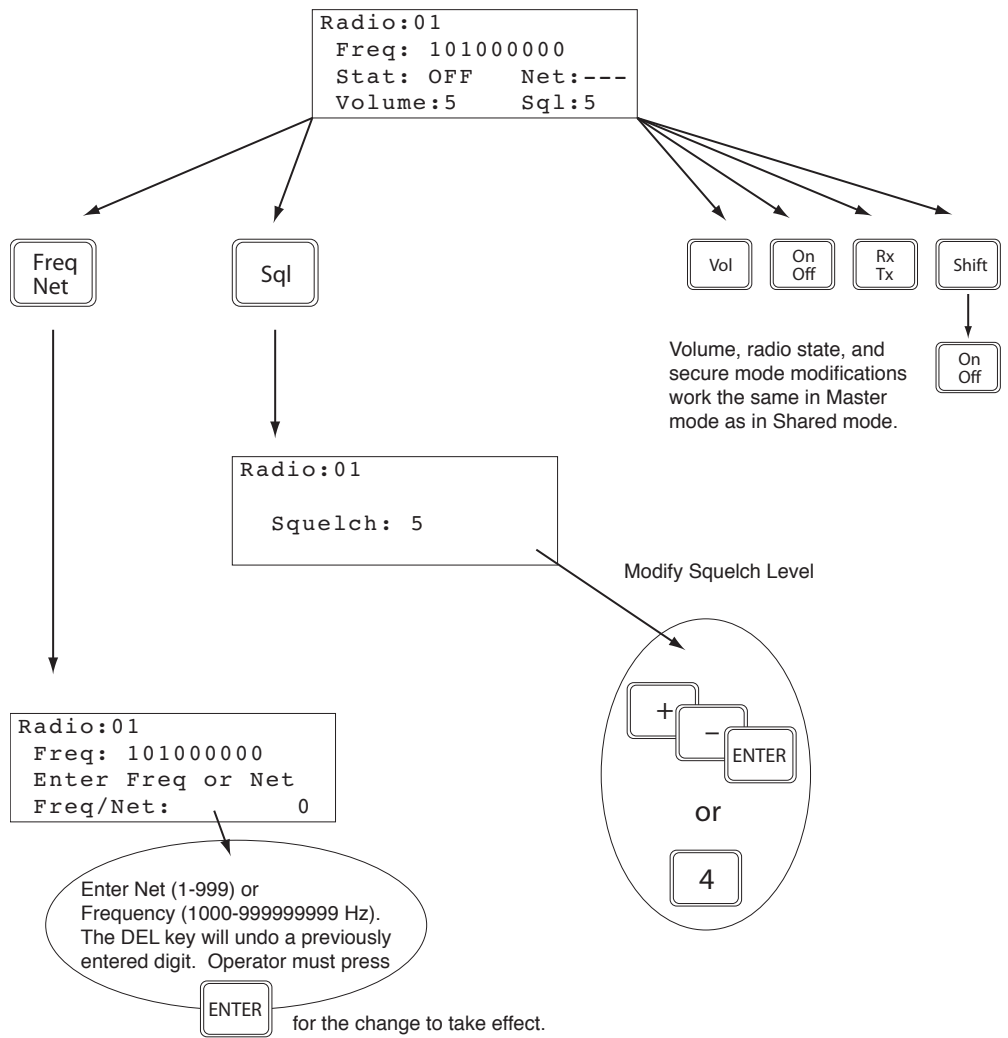 Radio:01
Freq: 101000000
Stat: OFF Net:---
Volume:5 Sql:5
Freq
Net
Sql
Vol
On
Off
Rx
Tx
Shift
On
Off
Volume, radio state, and
secure mode modifications
work the same in Master
mode as in Shared mode.
Radio:01
Squelch: 5
Modify Squelch Level
+
-
ENTER
or
4
Radio:01
Freq: 101000000
Enter Freq or Net
Freq/Net: 0
Enter Net (1-999) or
Frequency (1000-999999999 Hz).
The DEL key will undo a previously
entered digit. Operator must press
ENTER
for the change to take effect.